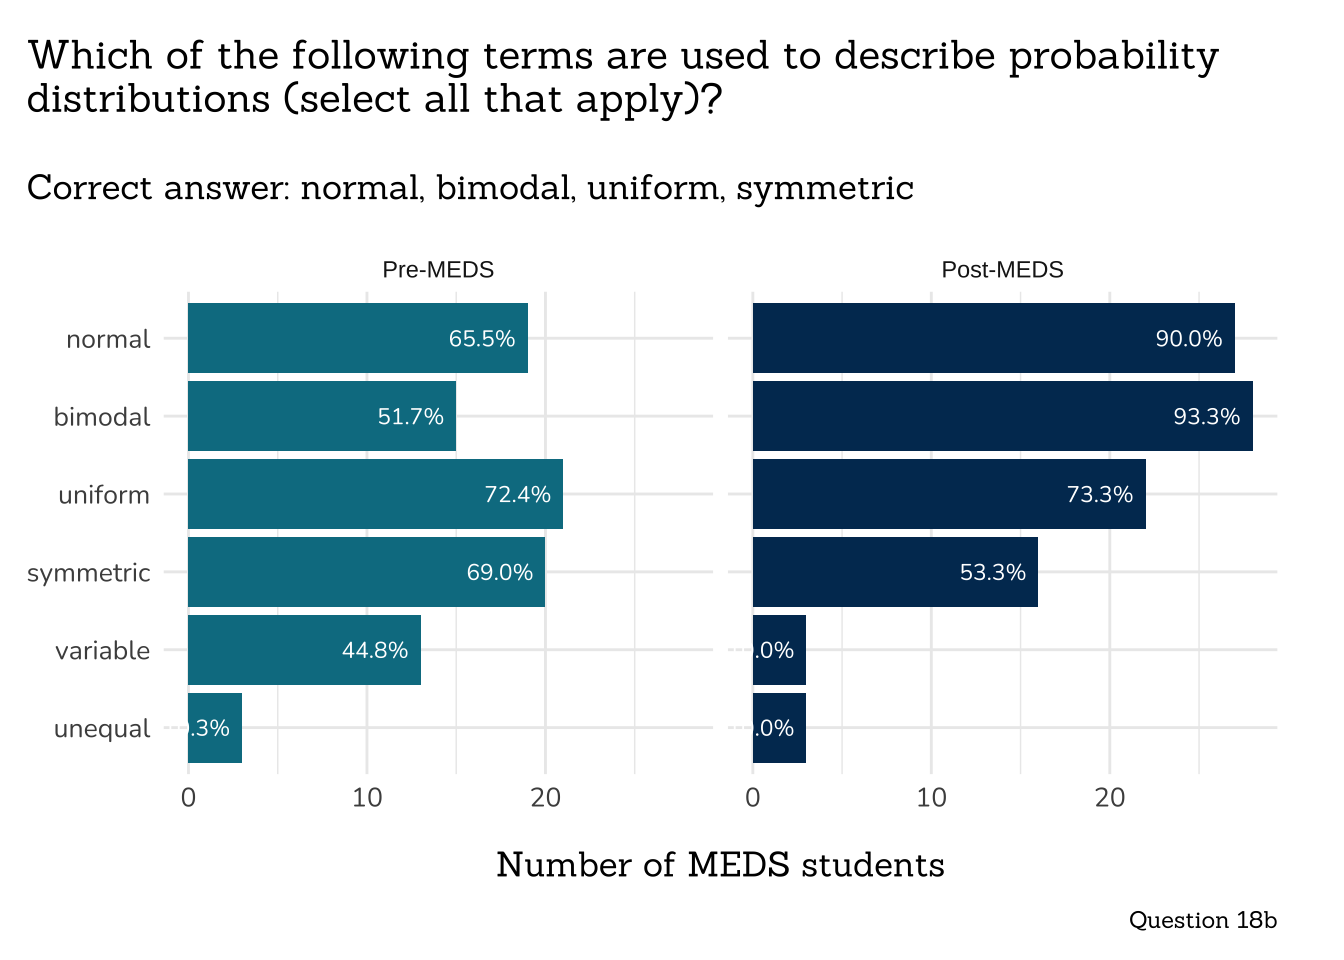 Which of the following terms are used to describe probability
distributions (select all that apply)?
Correct answer: normal, bimodal, uniform, symmetric
Pre-MEDS
Post-MEDS
normal
65.5%
90.0%
bimodal
51.7%
93.3%
uniform
72.4%
73.3%
symmetric
69.0%
53.3%
variable
44.8%
.0%
unequal
.3%
.0%
0 10 20
0 10 20
Number of MEDS students
Question 18b